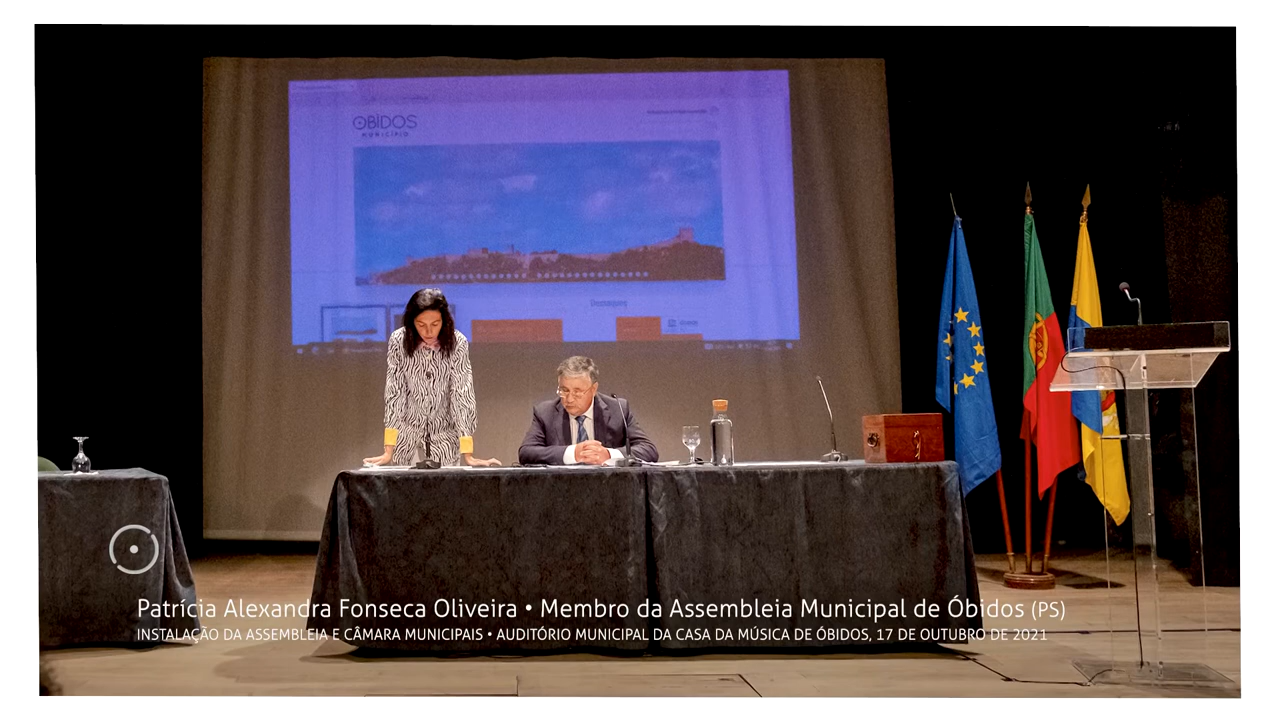 ÓBIDOS
MUNICÍPIO
Patrícia Alexandra Fonseca Oliveira • Membro da Assembleia Municipal de Óbidos (PS)
INSTALAÇÃO DA ASSEMBLEIA E CÂMARA MUNICIPAIS • AUDITÓRIO MUNICIPAL DA CASA DA MÚSICA DE ÓBIDOS, 17 DE OUTUBRO DE 2021